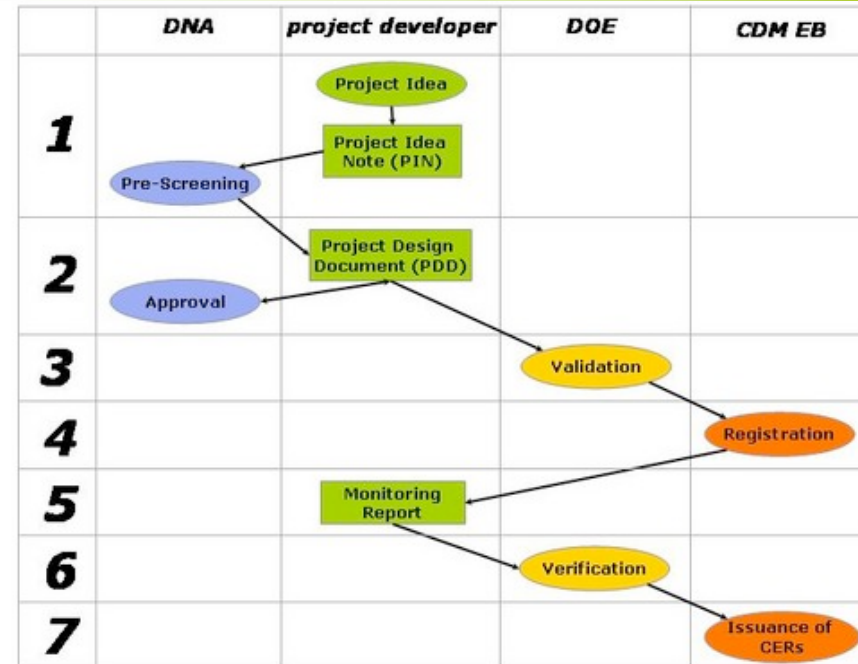 DNA project developer DOE CDM EB
1
Project Idea
Project Idea
Note (PIN)
Pre-Screening
2
Project Design
Document (PDD)
Approval
3
Validation
4
Registration
5
Monitoring
Report
6
Verification
7
Issuance of
CERs